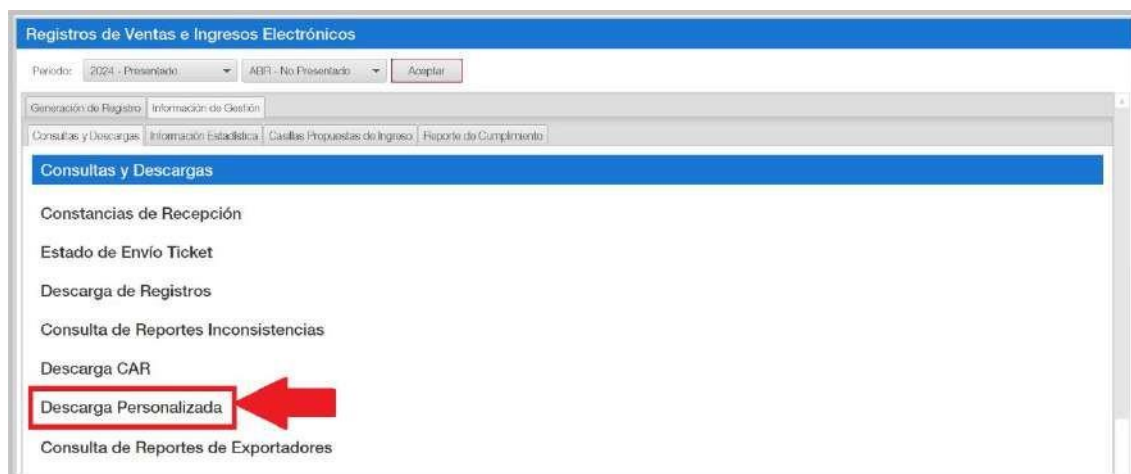 Registros de Ventas e Ingresos Electrónicos
Periodo: 2024 - Presentado ABR - No Presentado Aceptar
Generación de Registro Información de Gestión
Consultas y Descargas Información Estadística Casillas Propuestas de Ingreso Reporte de Cumplimiento
Consultas y Descargas
Constancias de Recepción
Estado de Envío Ticket
Descarga de Registros
Consulta de Reportes Inconsistencias
Descarga CAR
Descarga Personalizada
Consulta de Reportes de Exportadores